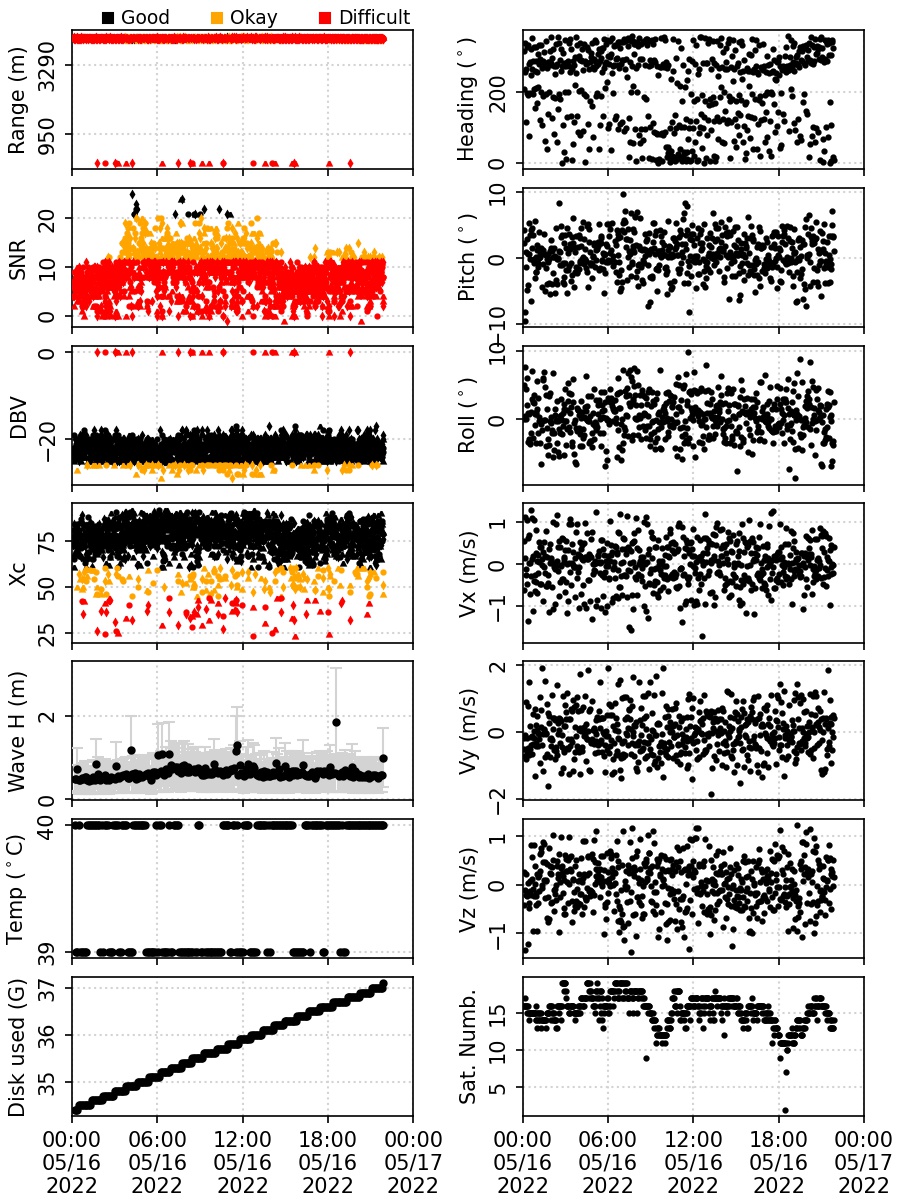 Good Okay Difficult
Range (m)
3290
950
Heading (°)
200
0
SNR
20
10
0
Pitch (°)
10
0
−10
DBV
0
−20
Roll (°)
10
0
Xc
75
50
25
Vx (m/s)
1
0
−1
Wave H (m)
2
0
Vy (m/s)
2
0
−2
Temp (°C)
40
39
Vz (m/s)
1
0
−1
Disk used (G)
37
36
35
Sat. Numb.
15
10
5
00:00 06:00 12:00 18:00 00:00
05/16 05/16 05/16 05/16 05/17
2022 2022 2022 2022 2022
00:00 06:00 12:00 18:00 00:00
05/16 05/16 05/16 05/16 05/17
2022 2022 2022 2022 2022